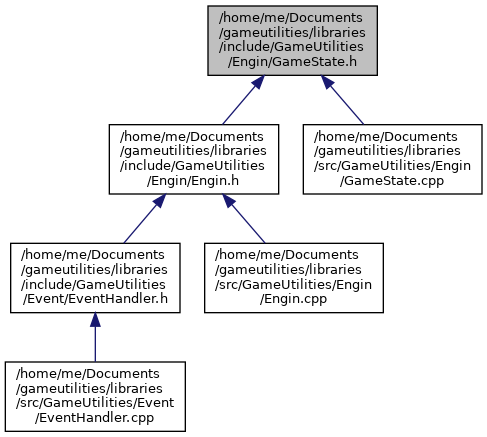 /home/me/Documents
/gameutilities/libraries
/include/GameUtilities
/Engin/GameState.h
/home/me/Documents
/gameutilities/libraries
/include/GameUtilities
/Engin/Engin.h
/home/me/Documents
/gameutilities/libraries
/src/GameUtilities/Engin
/GameState.cpp
/home/me/Documents
/gameutilities/libraries
/include/GameUtilities
/Event/EventHandler.h
/home/me/Documents
/gameutilities/libraries
/src/GameUtilities/Engin
/Engin.cpp
/home/me/Documents
/gameutilities/libraries
/src/GameUtilities/Event
/EventHandler.cpp